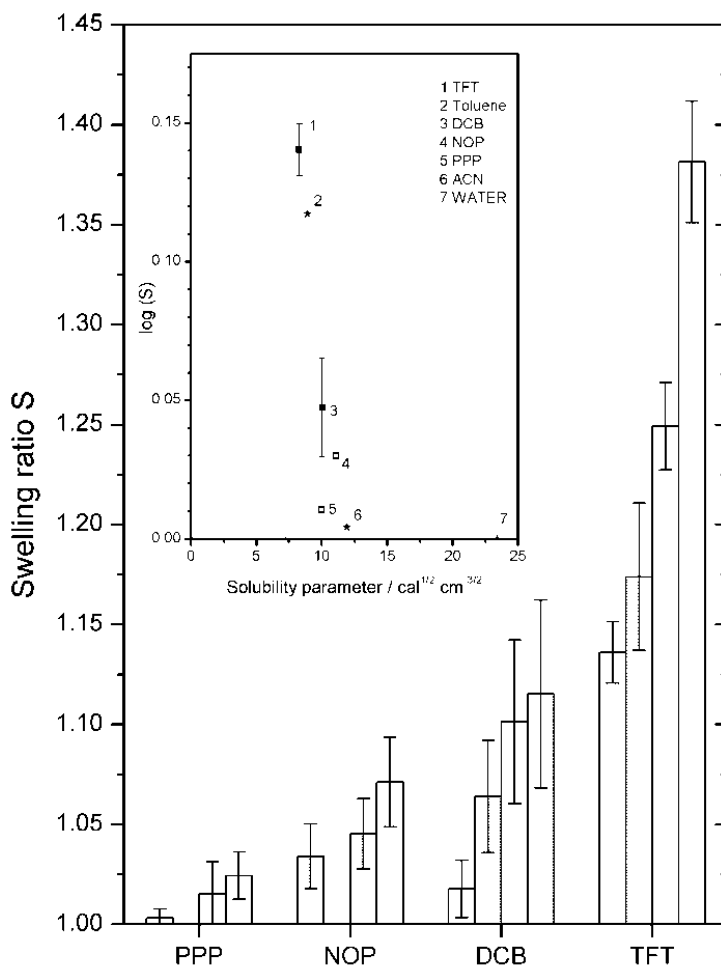 Swelling ratio S
1.45
1.40
1.35
1.30
1.25
1.20
1.15
1.10
1.05
1.00
PPP NOP DCB TFT
log (S)
0.15
0.10
0.05
0.00
0 5 10 15 20 25
Solubility parameter / cal^1/2 cm^3/2
1 TFT
2 Toluene
3 DCB
4 NOP
5 PPP
6 ACN
7 WATER
1
2
3
4
5
6
7